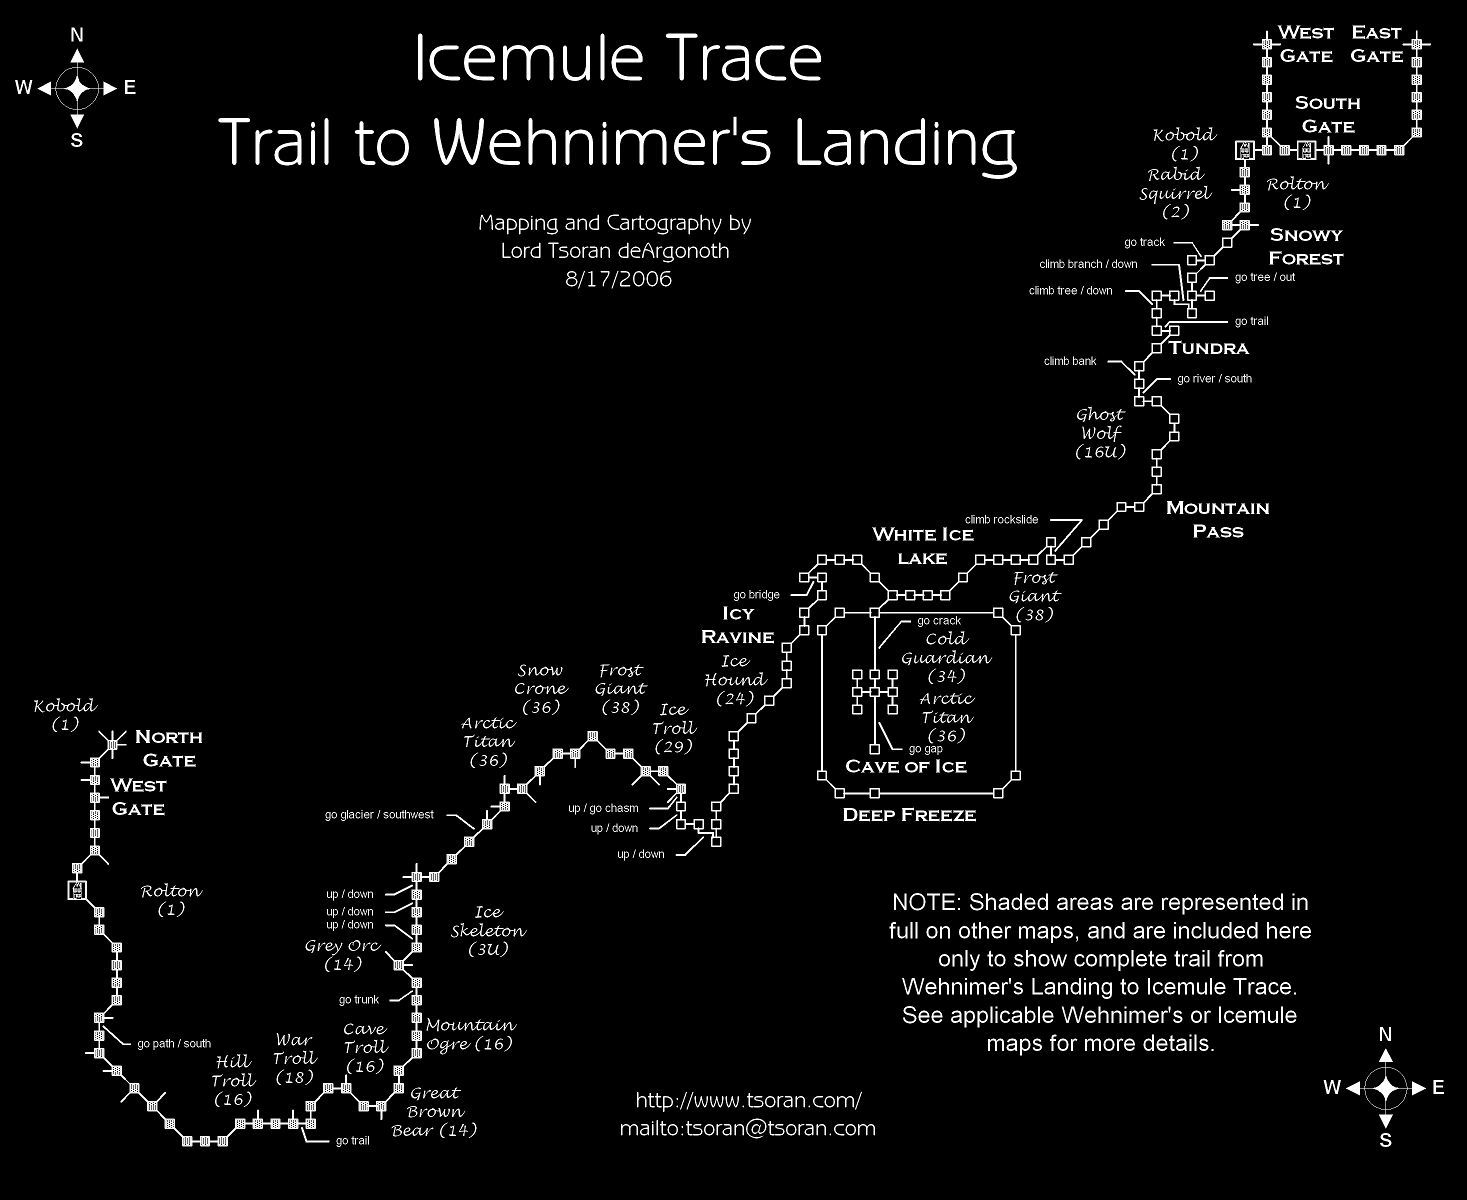 N
W E
S
Icemule Trace
Trail to Wehnimer's Landing
Mapping and Cartography by
Lord Tsoran deArgonoth
8/17/2006
West
Gate
East
Gate
South
Gate
Kobold
(1)
Rabid
Squirrel
(2)
Rolton
(1)
Snowy
Forest
go track
climb branch / down
go tree / out
climb tree / down
go trail
Tundra
climb bank
go river / south
Ghost
Wolf
(16U)
Mountain
Pass
climb rockslide
White Ice
Lake
Frost
Giant
(38)
go bridge
Icy
Ravine
Ice
Hound
(24)
go crack
Cold
Guardian
(34)
Arctic
Titan
(36)
go gap
Cave of Ice
Deep Freeze
Snow
Crone
(36)
Frost
Giant
(38)
Ice
Troll
(29)
Arctic
Titan
(36)
up / go chasm
up / down
up / down
go glacier / southwest
Kobold
(1)
North
Gate
West
Gate
Rolton
(1)
up / down
up / down
up / down
Ice
Skeleton
(3U)
Grey Orc
(14)
go trunk
Mountain
Ogre (16)
go path / south
Hill
Troll
(16)
War
Troll
(18)
Cave
Troll
(16)
Great
Brown
Bear (14)
go trail
NOTE: Shaded areas are represented in
full on other maps, and are included here
only to show complete trail from
Wehnimer's Landing to Icemule Trace.
See applicable Wehnimer's or Icemule
maps for more details.
http://www.tsoran.com/
mailto:tsoran@tsoran.com
N
W E
S